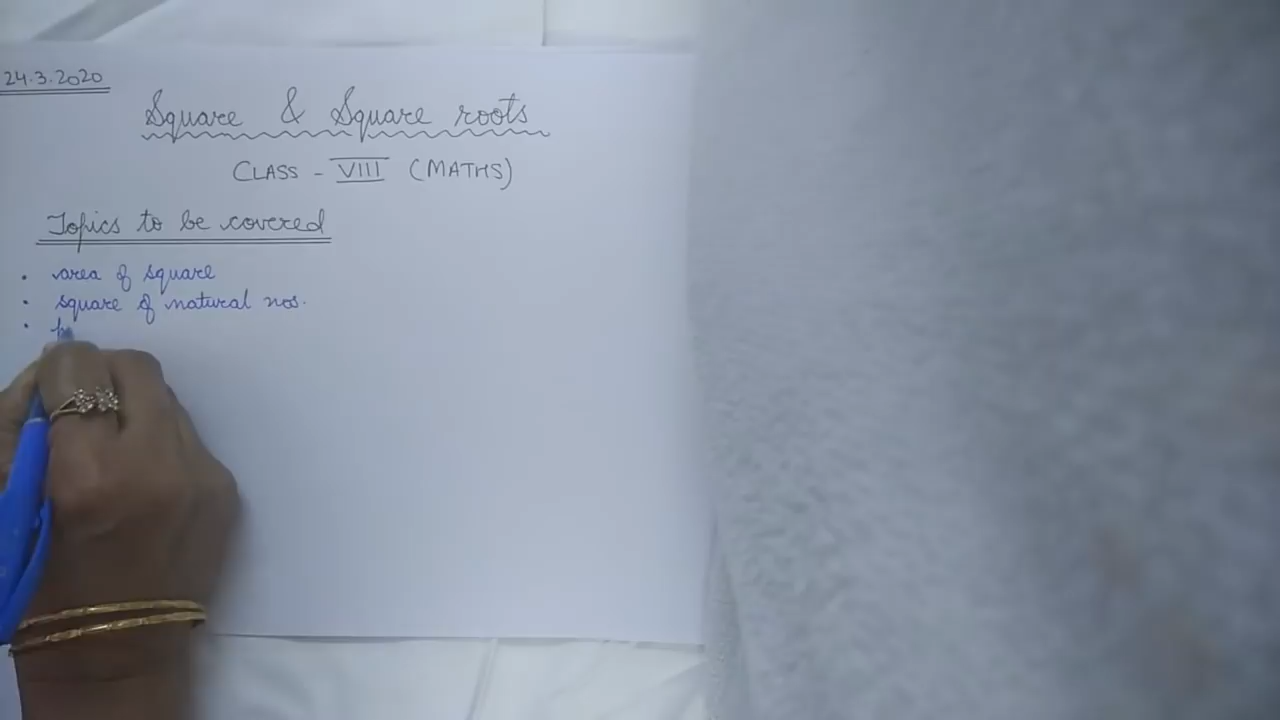 24.3.2020
Square & Square roots
CLASS - VIII (MATHS)
Topics to be covered
• area of square
• square of natural nos.
•